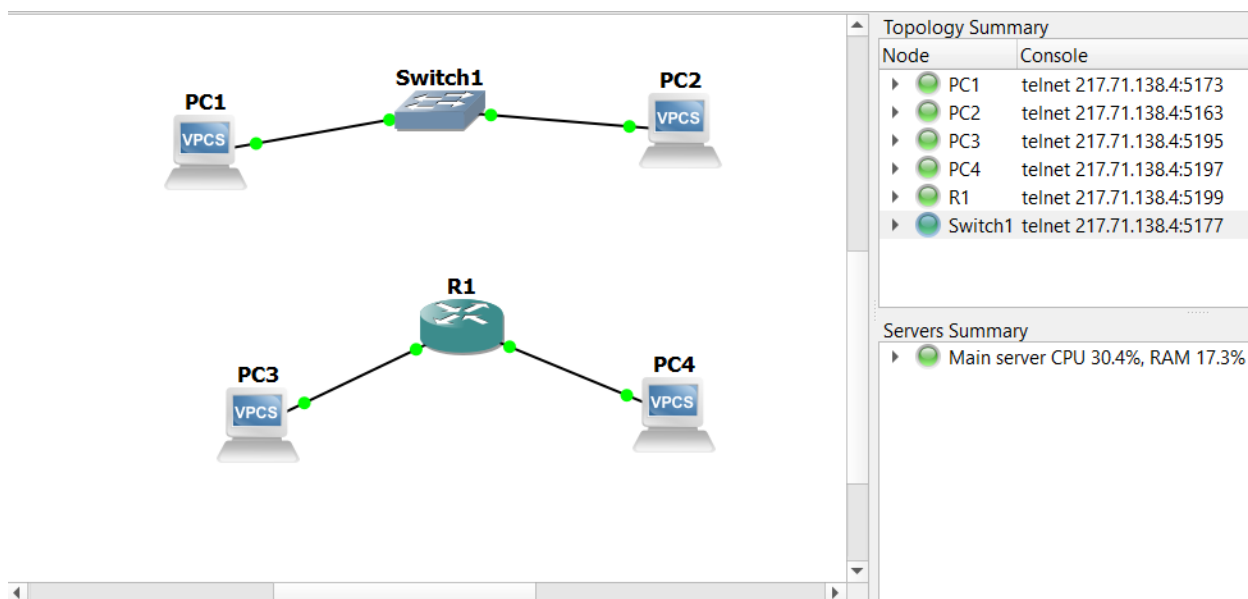 Switch1
PC1
PC2
VPCS
VPCS
R1
PC3
PC4
VPCS
VPCS
Topology Summary
Node Console
PC1 telnet 217.71.138.4:5173
PC2 telnet 217.71.138.4:5163
PC3 telnet 217.71.138.4:5195
PC4 telnet 217.71.138.4:5197
R1 telnet 217.71.138.4:5199
Switch1 telnet 217.71.138.4:5177
Servers Summary
Main server CPU 30.4%, RAM 17.3%